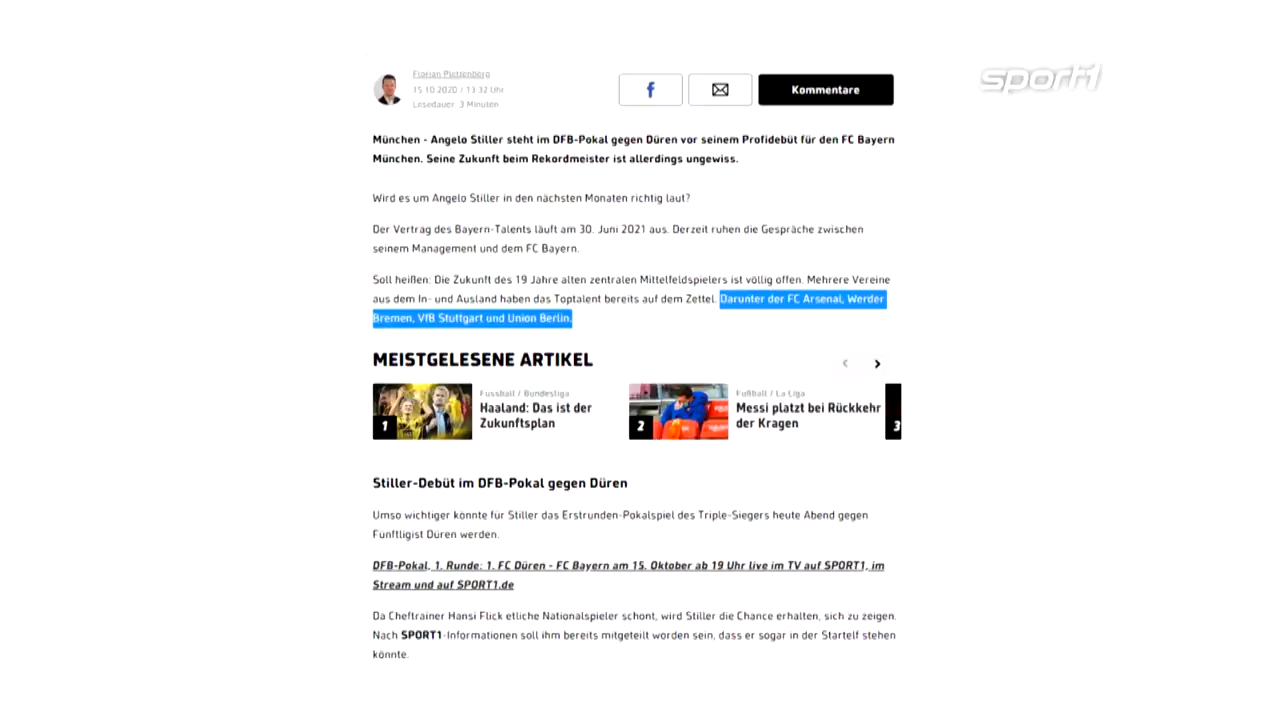 sport1
Florian Plettenberg
15.10.2020 / 13:32 Uhr
Lesedauer: 3 Minuten
Kommentare
München - Angelo Stiller steht im DFB-Pokal gegen Düren vor seinem Profidebüt für den FC Bayern
München. Seine Zukunft beim Rekordmeister ist allerdings ungewiss.
Wird es um Angelo Stiller in den nächsten Monaten richtig laut?
Der Vertrag des Bayern-Talents läuft am 30. Juni 2021 aus. Derzeit ruhen die Gespräche zwischen
seinem Management und dem FC Bayern.
Soll heißen: Die Zukunft des 19 Jahre alten zentralen Mittelfeldspielers ist völlig offen. Mehrere Vereine
aus dem In- und Ausland haben das Toptalent bereits auf dem Zettel. Darunter der FC Arsenal, Werder
Bremen, VfB Stuttgart und Union Berlin.
MEISTGELESENE ARTIKEL
1
Fussball / Bundesliga
Haaland: Das ist der
Zukunftsplan
2
Fußball / La Liga
Messi platzt bei Rückkehr
der Kragen
3
Stiller-Debüt im DFB-Pokal gegen Düren
Umso wichtiger könnte für Stiller das Erstrunden-Pokalspiel des Triple-Siegers heute Abend gegen
Fünftligist Düren werden.
DFB-Pokal, 1. Runde: 1. FC Düren - FC Bayern am 15. Oktober ab 19 Uhr live im TV auf SPORT1, im
Stream und auf SPORT1.de
Da Cheftrainer Hansi Flick etliche Nationalspieler schont, wird Stiller die Chance erhalten, sich zu zeigen.
Nach SPORT1-Informationen soll ihm bereits mitgeteilt worden sein, dass er sogar in der Startelf stehen
könnte.